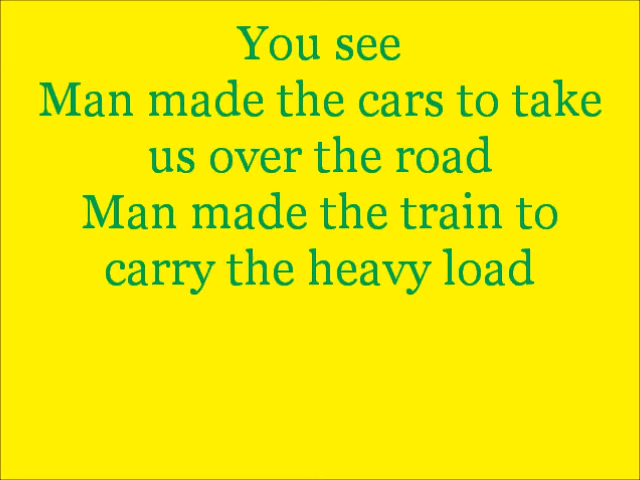 You see
Man made the cars to take
us over the road
Man made the train to
carry the heavy load